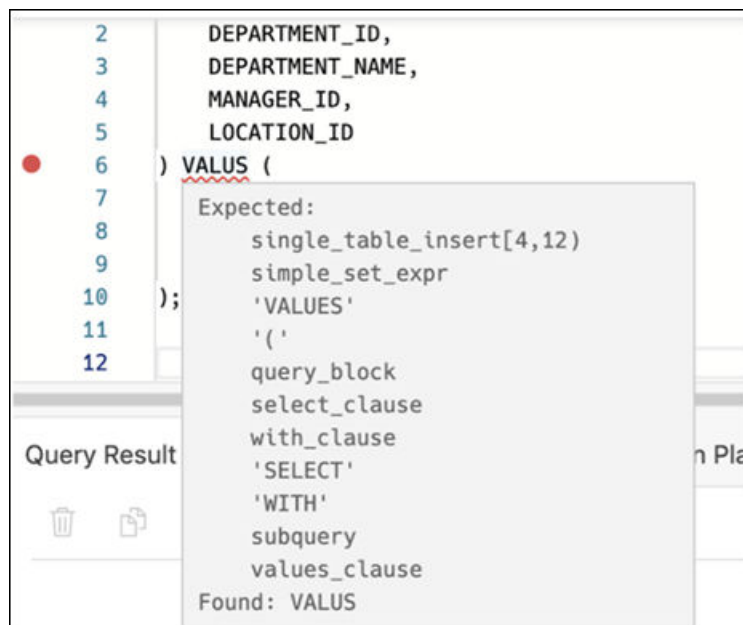 2 DEPARTMENT_ID,
3 DEPARTMENT_NAME,
4 MANAGER_ID,
5 LOCATION_ID
6 ) VALUS (
7
8
9
10 );
11
12
Expected:
single_table_insert[4,12)
simple_set_expr
'VALUES'
'('
query_block
select_clause
with_clause
'SELECT'
'WITH'
subquery
values_clause
Found: VALUS
Query Result n Pla